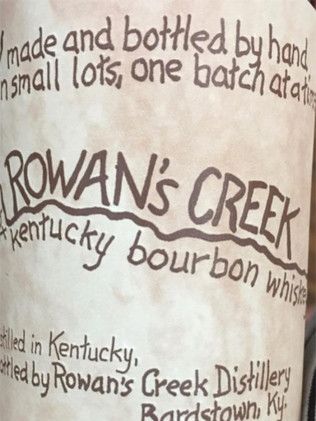 made and bottled by hand
small lots, one batch at a
ROWAN'S CREEK
kentucky bourbon
in Kentucky,
by Rowan's Creek Distillery
Bardstown, Ky.